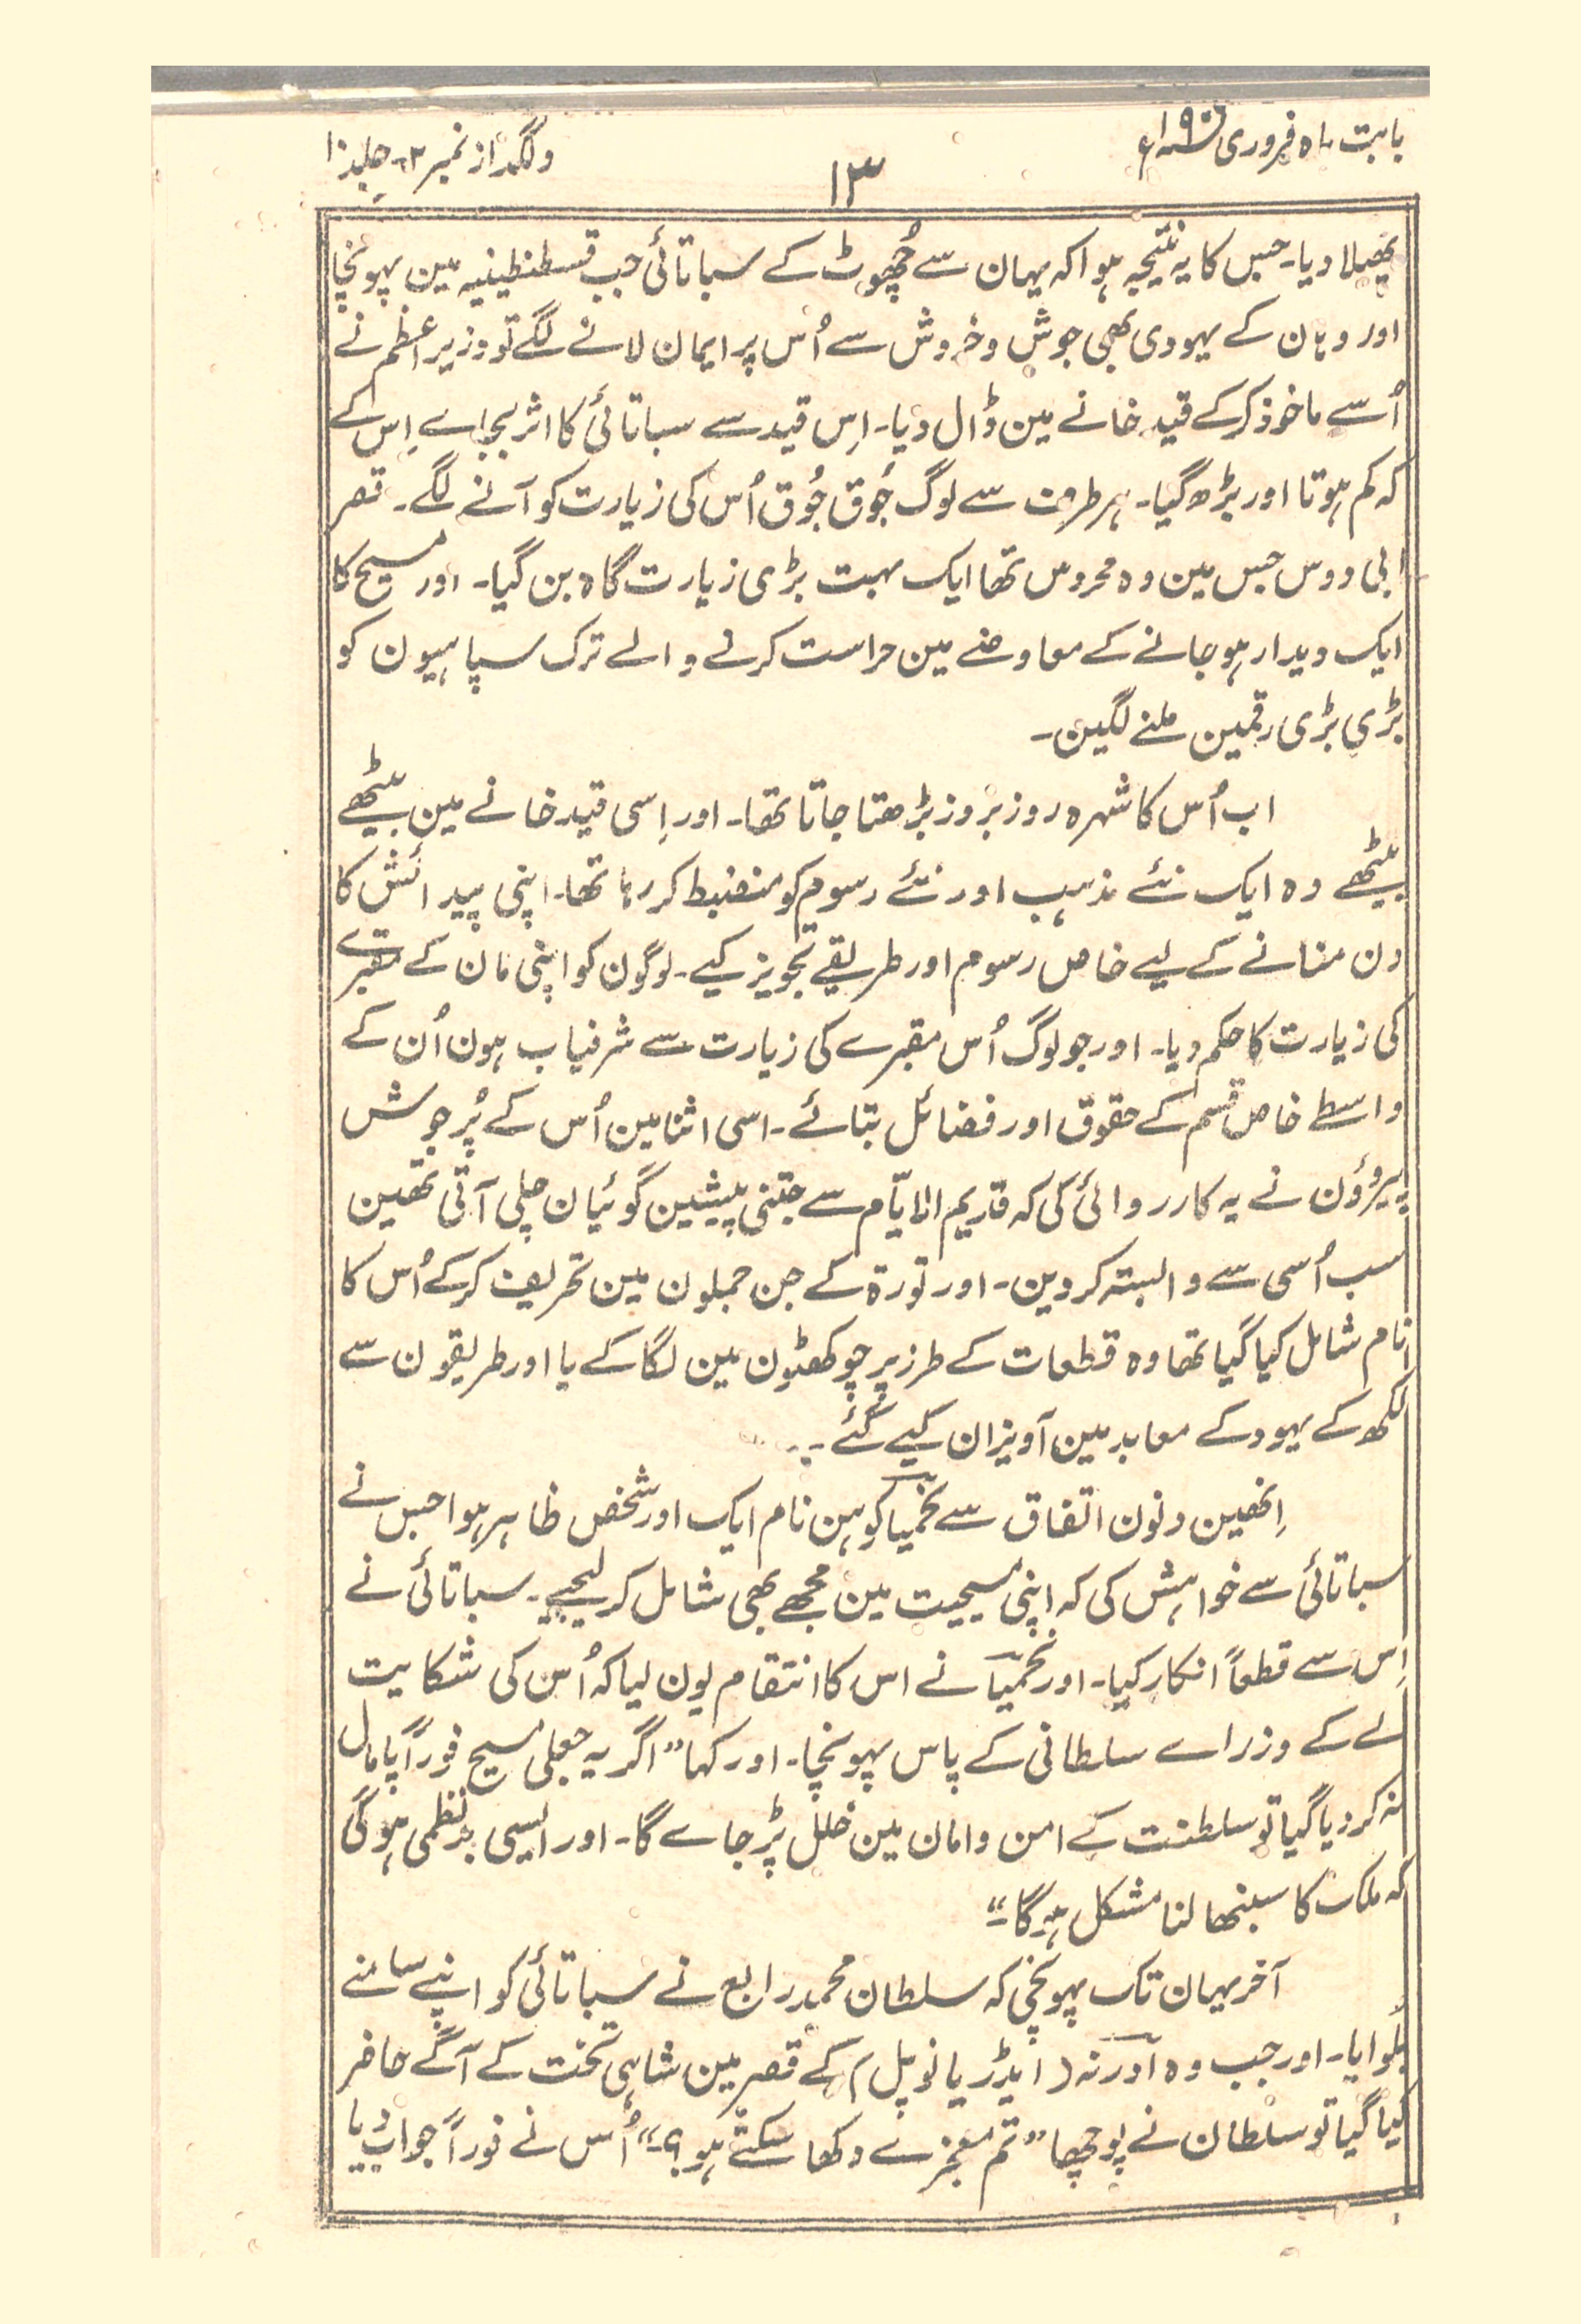 بابت ماہ فروری ۱۹۰۶ء
۱۳
دلگداز نمبر ۲۔ جلد ۱۰
پھیلا دیا۔ جس کا یہ نتیجہ ہوا کہ یہان سے چھوٹ کے سباتائی جب قسطنطینیہ مین پہونچا
اور وہان کے یہودی بھی جوش و خروش سے اُس پر ایمان لانے لگے تو وزیر اعظم نے
اُسے ماخوذ کر کے قید خانے مین ڈال دیا۔ اِس قید سے سباتائی کا اثر بجاے اِس کے
کہ کم ہوتا اور بڑھ گیا۔ ہر طرف سے لوگ جُوق جُوق اُس کی زیارت کو آنے لگے۔ قصر
ابی دوس جس مین وہ محروس تھا ایک بہت بڑی زیارت گاہ بن گیا۔ اور مسیح کا
ایک دیدار ہو جانے کے معاوضے مین حراست کرنے والے ترک سپاہیون کو
بڑی بڑی رقمین ملنے لگین۔
اب اُس کا شہرہ روز بروز بڑھتا جاتا تھا۔ اور اِسی قید خانے مین بیٹھے
بیٹھے وہ ایک نئے مذہب اور نئے رسوم کو منضبط کر رہا تھا۔ اپنی پیدائش کا
دن منانے کے لیے خاص رسوم اور طریقے تجویز کیے۔ لوگون کو اپنی مان کے مقبرے
کی زیارت کا حکم دیا۔ اور جو لوگ اُس مقبرے کی زیارت سے شرفیاب ہون اُن کے
واسطے خاص قسم کے حقوق اور فضائل بتائے۔ اسی اثنا مین اُس کے پُر جوش
پیروؤن نے یہ کارروائی کی کہ قدیم الایّام سے جتنی پیشین گوئیان چلی آتی تھین
سب اُسی سے وابستہ کر دین۔ اور توراۃ کے جن جملون مین تحریف کر کے اُس کا
نام شامل کیا گیا تھا وہ قطعات کے طرز پر چوکھٹون مین لگا کے یا اور طریقون سے
لکھ کے یہود کے معابد مین آویزان کیے گئے۔
اِنھین دنون اتفاق سے نحمیا کوہن نام ایک اور شخص ظاہر ہوا جس نے
سباتائی سے خواہش کی کہ اپنی مسیحیت مین مجھے بھی شامل کر لیجیے۔ سباتائی نے
اِس سے قطعاً انکار کیا۔ اور نحمیا نے اس کا انتقام یون لیا کہ اُس کی شکایت
لے کے وزراے سلطانی کے پاس پہونچا۔ اور کہا ”اگر یہ جعلی مسیح فوراً پامال
نہ کر دیا گیا تو سلطنت کے امن و امان مین خلل پڑ جاے گا۔ اور ایسی بدنظمی ہو گی
کہ ملک کا سبنھالنا مشکل ہو گا۔“
آخر یہان تک پہونچی کہ سلطان محمد رابع نے سباتائی کو اپنے سامنے
بُلوایا۔ اور جب وہ ادرنہ (ایڈریانوپل) کے قصر مین شاہی تخت کے آگے حاضر
کیا گیا تو سلطان نے پوچھا ”تم معجزے دکھا سکتے ہو؟“ اُس نے فوراً جواب دیا